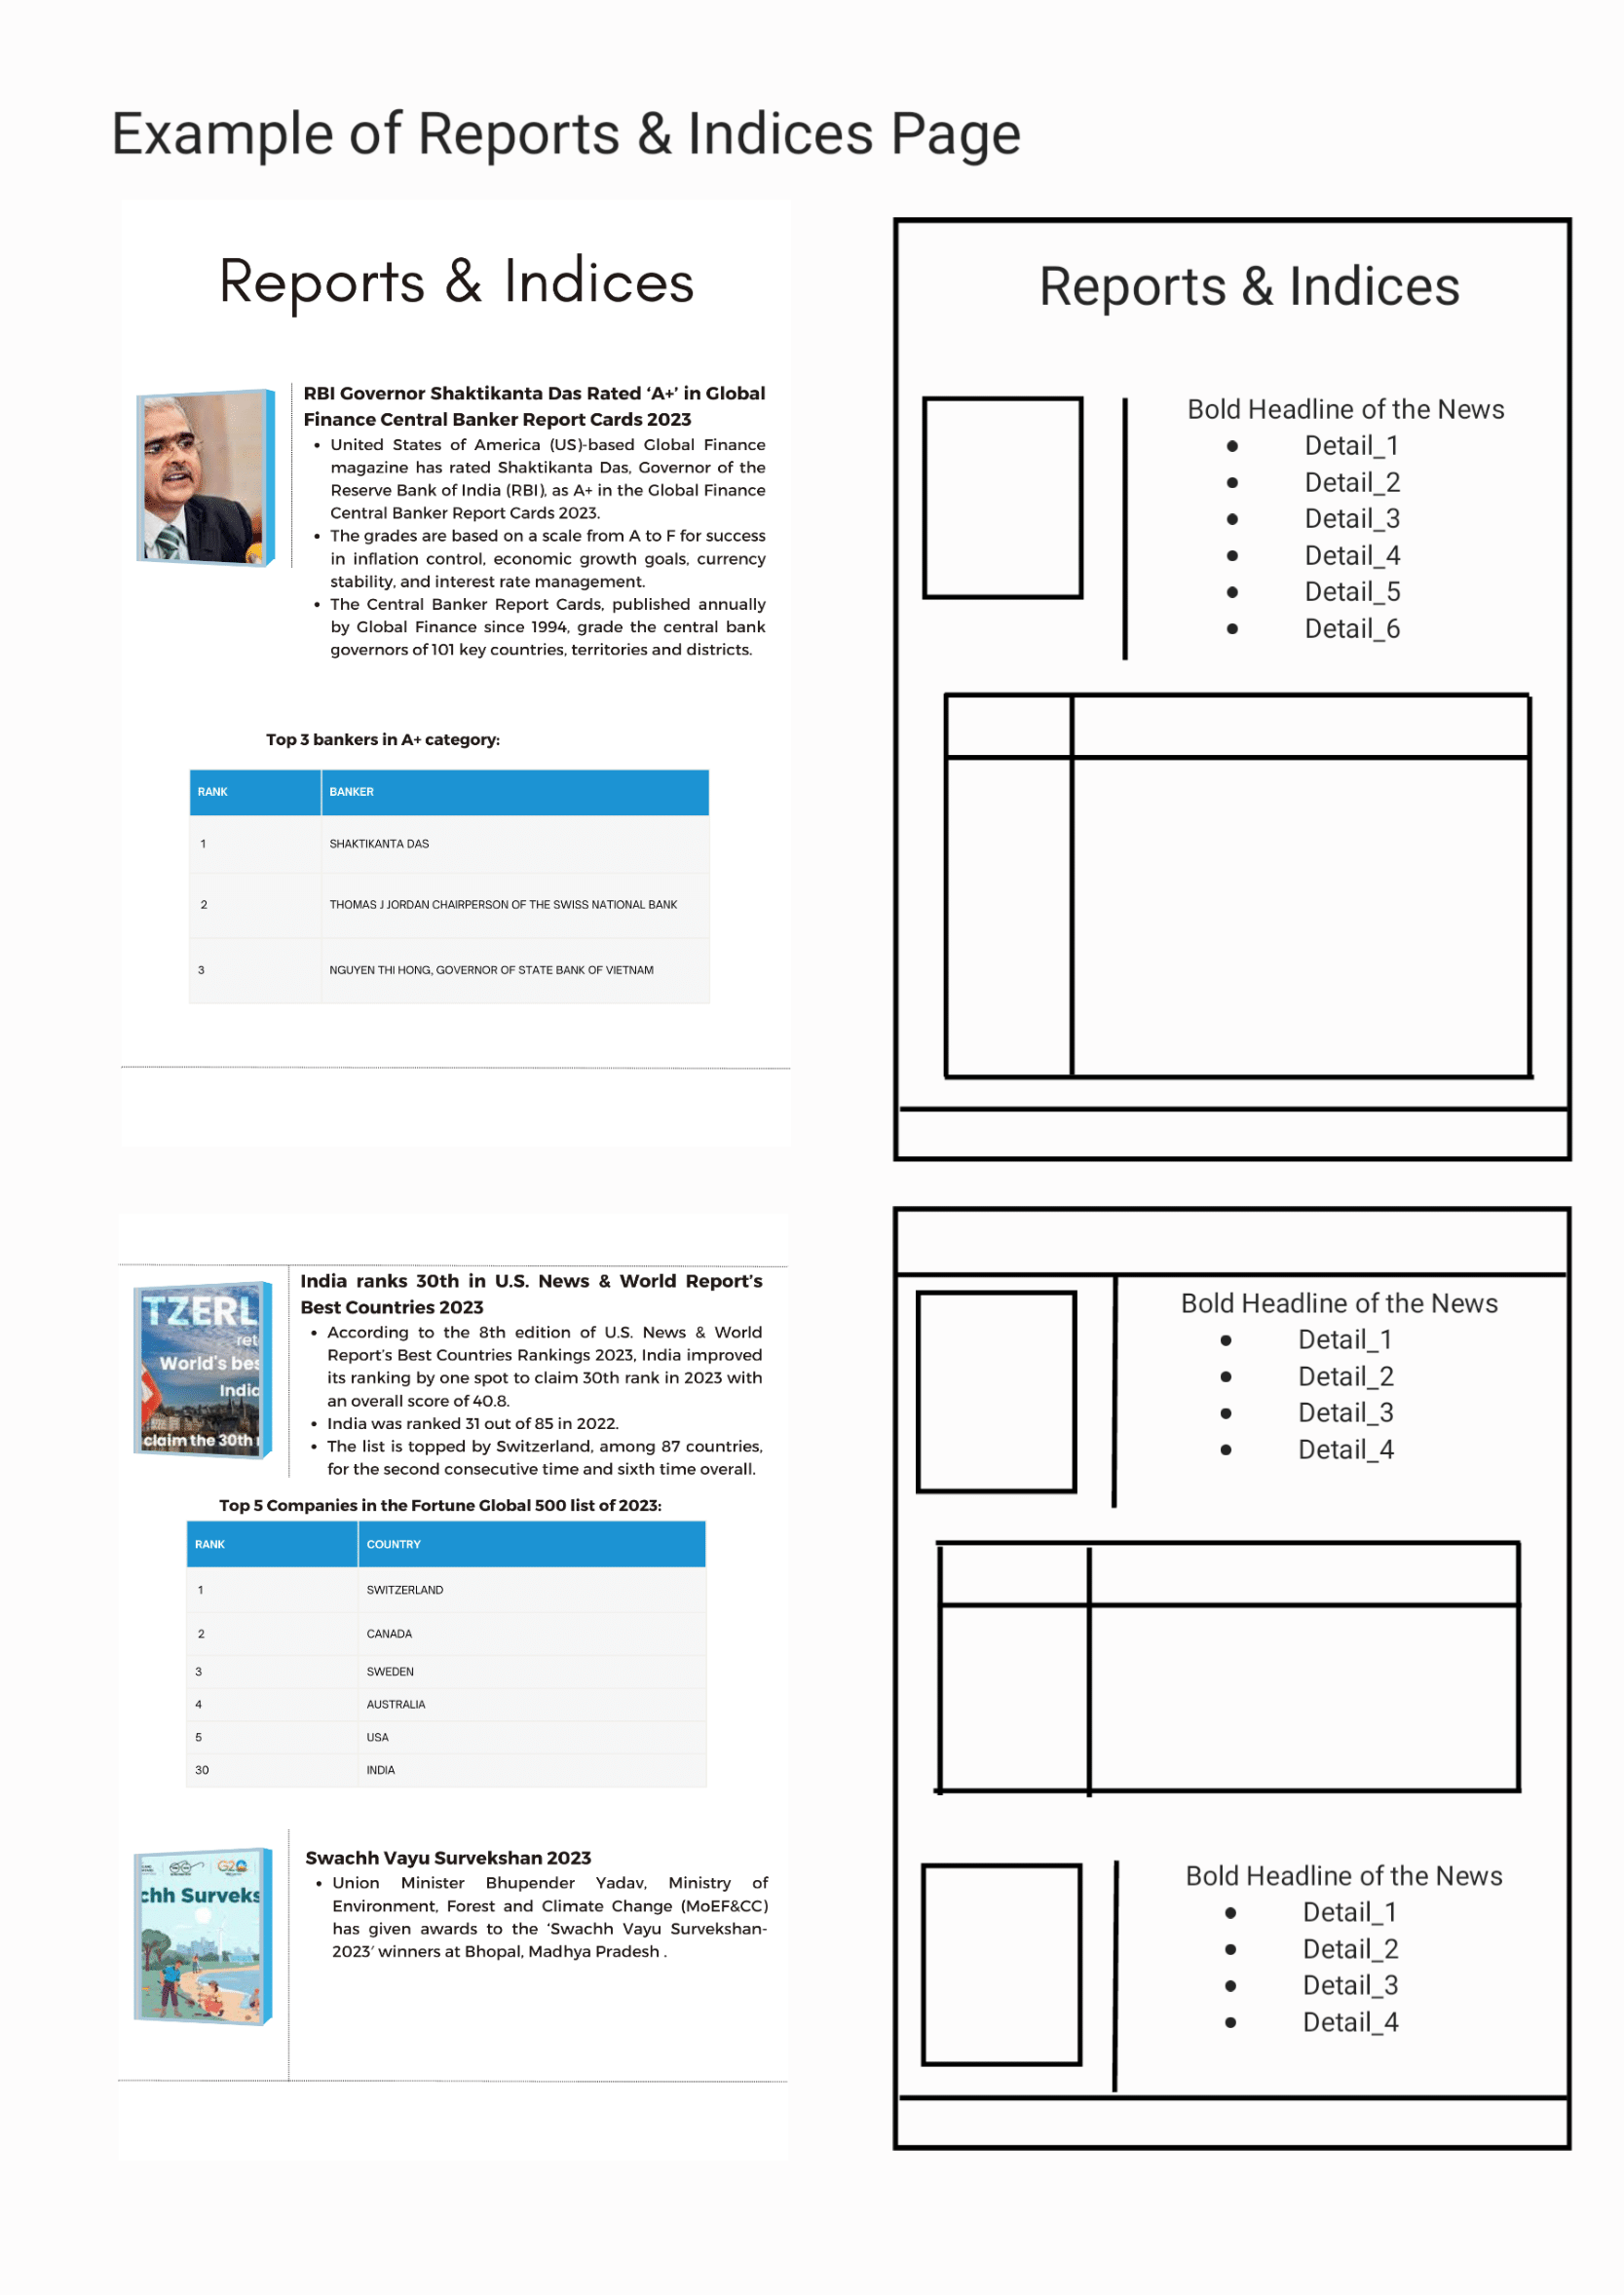 Example of Reports & Indices Page
Reports & Indices
RBI Governor Shaktikanta Das Rated ‘A+’ in Global
Finance Central Banker Report Cards 2023
• United States of America (US)-based Global Finance
magazine has rated Shaktikanta Das, Governor of the
Reserve Bank of India (RBI), as A+ in the Global Finance
Central Banker Report Cards 2023.
• The grades are based on a scale from A to F for success
in inflation control, economic growth goals, currency
stability, and interest rate management.
• The Central Banker Report Cards, published annually
by Global Finance since 1994, grade the central bank
governors of 101 key countries, territories and districts.
Top 3 bankers in A+ category:
RANK BANKER
1 SHAKTIKANTA DAS
2 THOMAS J JORDAN CHAIRPERSON OF THE SWISS NATIONAL BANK
3 NGUYEN THI HONG, GOVERNOR OF STATE BANK OF VIETNAM
Reports & Indices
Bold Headline of the News
• Detail_1
• Detail_2
• Detail_3
• Detail_4
• Detail_5
• Detail_6
TZERL
ret
World's bes
India
claim the 30th
India ranks 30th in U.S. News & World Report’s
Best Countries 2023
• According to the 8th edition of U.S. News & World
Report’s Best Countries Rankings 2023, India improved
its ranking by one spot to claim 30th rank in 2023 with
an overall score of 40.8.
• India was ranked 31 out of 85 in 2022.
• The list is topped by Switzerland, among 87 countries,
for the second consecutive time and sixth time overall.
Top 5 Companies in the Fortune Global 500 list of 2023:
RANK COUNTRY
1 SWITZERLAND
2 CANADA
3 SWEDEN
4 AUSTRALIA
5 USA
30 INDIA
G20
chh Surveks
Swachh Vayu Survekshan 2023
• Union Minister Bhupender Yadav, Ministry of
Environment, Forest and Climate Change (MoEF&CC)
has given awards to the ‘Swachh Vayu Survekshan-
2023′ winners at Bhopal, Madhya Pradesh .
Bold Headline of the News
• Detail_1
• Detail_2
• Detail_3
• Detail_4
Bold Headline of the News
• Detail_1
• Detail_2
• Detail_3
• Detail_4